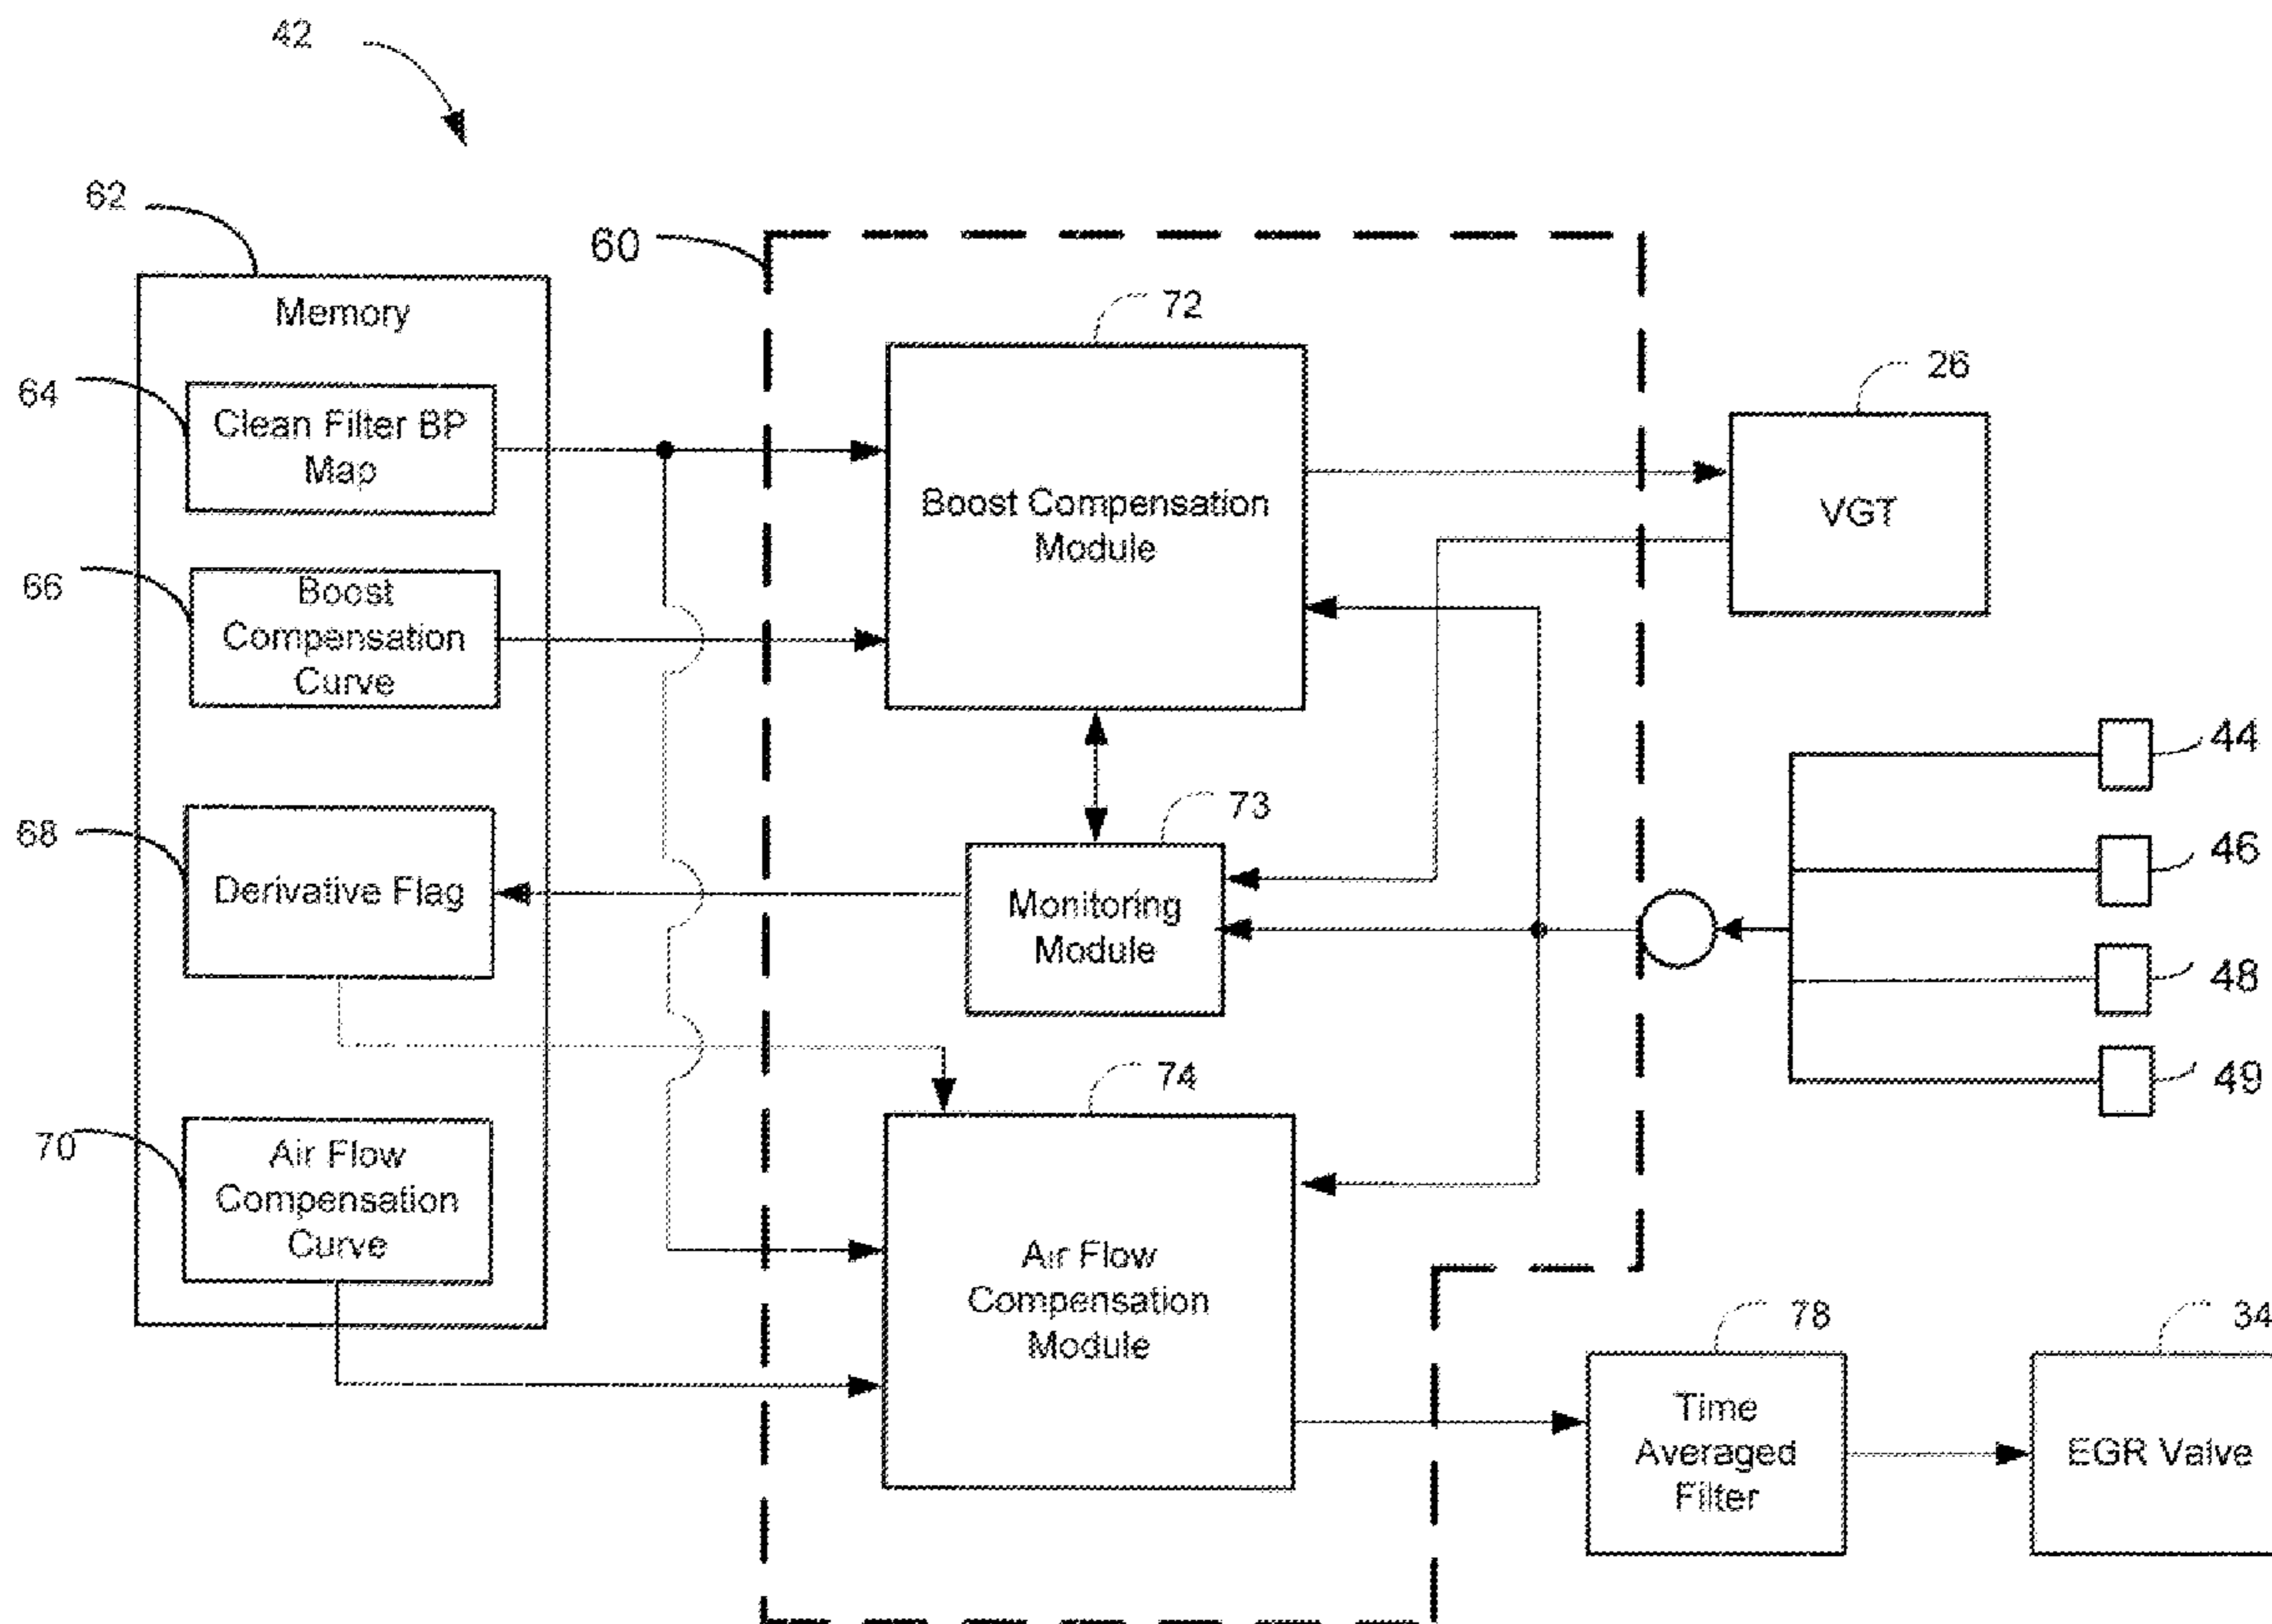 42
62
Memory
60
72
64
Clean Filter BP
Map
26
Boost Compensation
Module
VGT
66
Boost
Compensation
Curve
44
73
46
68
Derivative Flag
Monitoring
Module
48
49
74
70
Air Flow
Compensation
Curve
Air Flow
Compensation
Module
78
34
Time
Averaged
Filter
EGR Valve